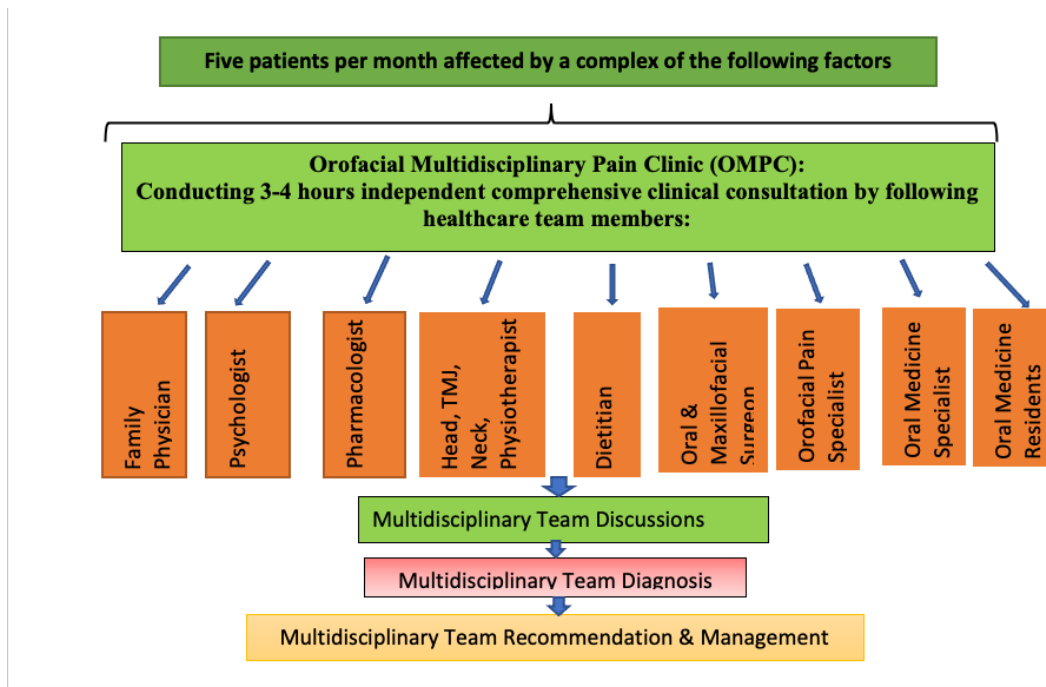 Five patients per month affected by a complex of the following factors
Orofacial Multidisciplinary Pain Clinic (OMPC):
Conducting 3-4 hours independent comprehensive clinical consultation by following
healthcare team members:
Family
Physician
Psychologist
Pharmacologist
Head, TMJ,
Neck,
Physiotherapist
Dietitian
Oral &
Maxillofacial
Surgeon
Orofacial Pain
Specialist
Oral Medicine
Specialist
Oral Medicine
Residents
Multidisciplinary Team Discussions
Multidisciplinary Team Diagnosis
Multidisciplinary Team Recommendation & Management